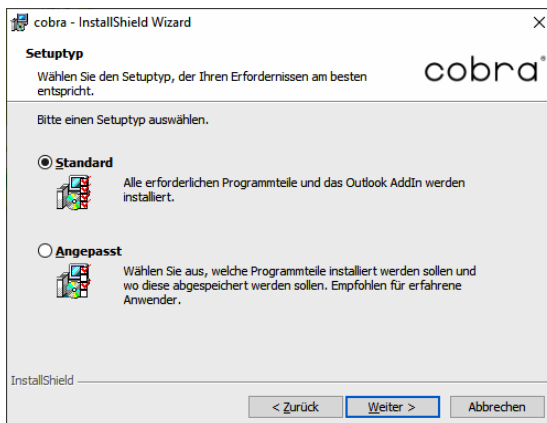 cobra - InstallShield Wizard
Setuptyp
Wählen Sie den Setuptyp, der Ihren Erfordernissen am besten
entspricht.
cobra®
Bitte einen Setuptyp auswählen.
Standard
Alle erforderlichen Programmteile und das Outlook AddIn werden
installiert.
Angepasst
Wählen Sie aus, welche Programmteile installiert werden sollen und
wo diese abgespeichert werden sollen. Empfohlen für erfahrene
Anwender.
InstallShield
< Zurück
Weiter >
Abbrechen